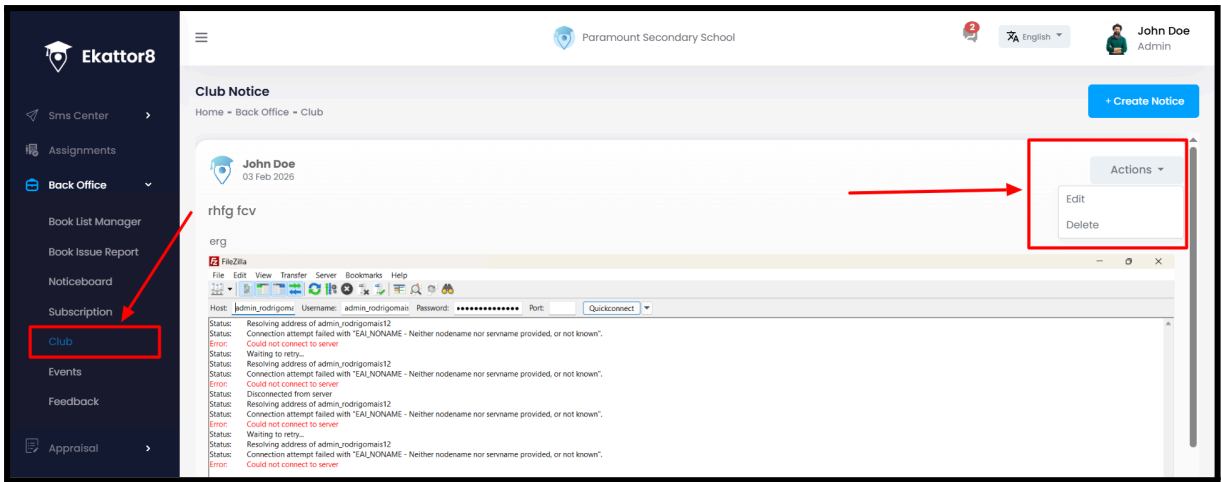 Ekattor8
Sms Center
Assignments
Back Office
Book List Manager
Book Issue Report
Noticeboard
Subscription
Club
Events
Feedback
Appraisal
Paramount Secondary School
2
English
John Doe
Admin
Club Notice
Home - Back Office - Club
+ Create Notice
John Doe
03 Feb 2026
Actions
Edit
Delete
rhfg fcv
erg
FileZilla
File Edit View Transfer Server Bookmarks Help
Host: admin_rodrigoma Username: admin_rodrigomais Password: •••••••••••••• Port: Quickconnect
Status: Resolving address of admin_rodrigomais12
Status: Connection attempt failed with "EAI_NONAME - Neither nodename nor servname provided, or not known".
Error: Could not connect to server
Status: Waiting to retry...
Status: Resolving address of admin_rodrigomais12
Status: Connection attempt failed with "EAI_NONAME - Neither nodename nor servname provided, or not known".
Error: Could not connect to server
Status: Disconnected from server
Status: Resolving address of admin_rodrigomais12
Status: Connection attempt failed with "EAI_NONAME - Neither nodename nor servname provided, or not known".
Error: Could not connect to server
Status: Waiting to retry...
Status: Resolving address of admin_rodrigomais12
Status: Connection attempt failed with "EAI_NONAME - Neither nodename nor servname provided, or not known".
Error: Could not connect to server